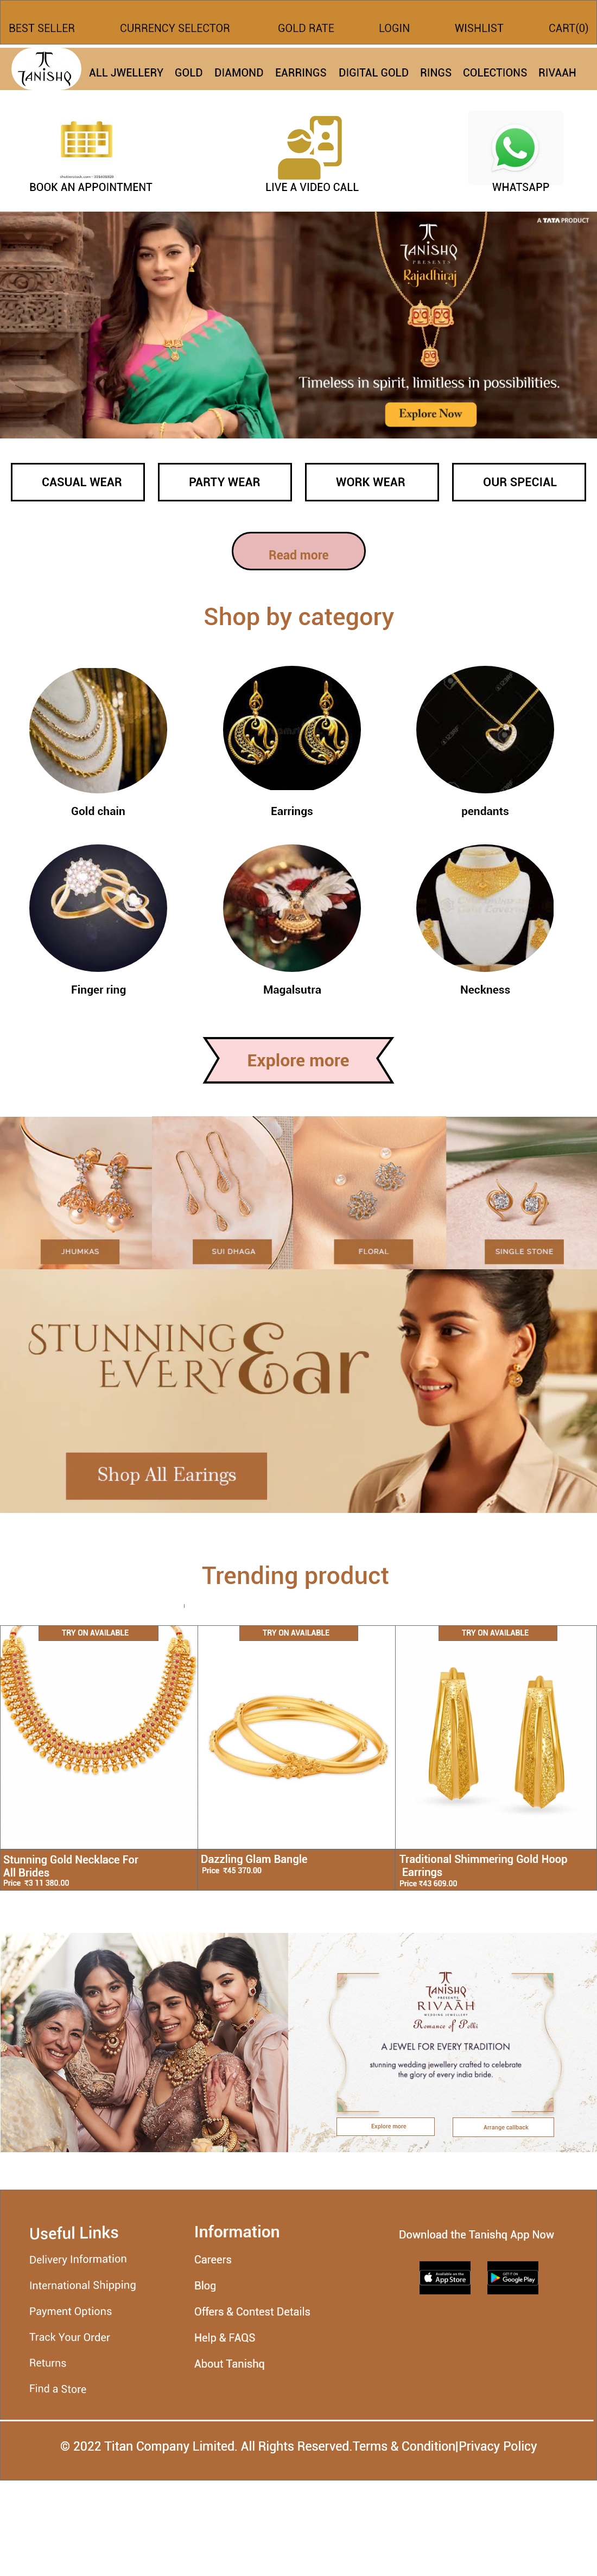 BEST SELLER CURRENCY SELECTOR GOLD RATE LOGIN WISHLIST CART(0)
TANISHQ
ALL JWELLERY GOLD DIAMOND EARRINGS DIGITAL GOLD RINGS COLECTIONS RIVAAH
BOOK AN APPOINTMENT LIVE A VIDEO CALL WHATSAPP
A TATA PRODUCT
TANISHQ
PRESENTS
Rajadhiraj
Timeless in spirit, limitless in possibilities.
Explore Now
CASUAL WEAR PARTY WEAR WORK WEAR OUR SPECIAL
Read more
Shop by category
Gold chain Earrings pendants
Finger ring Magalsutra Neckness
Explore more
JHUMKAS SUI DHAGA FLORAL SINGLE STONE
STUNNING
EVERY Ear
Shop All Earings
Trending product
TRY ON AVAILABLE TRY ON AVAILABLE TRY ON AVAILABLE
Stunning Gold Necklace For
All Brides
Price ₹3 11 380.00
Dazzling Glam Bangle
Price ₹45 370.00
Traditional Shimmering Gold Hoop
Earrings
Price ₹43 609.00
TANISHQ
PRESENTS
RIVAAH
WEDDING JEWELLERY
Romance of Polki
A JEWEL FOR EVERY TRADITION
stunning wedding jewellery crafted to celebrate
the glory of every india bride.
Explore more Arrange callback
Useful Links
Delivery Information
International Shipping
Payment Options
Track Your Order
Returns
Find a Store
Information
Careers
Blog
Offers & Contest Details
Help & FAQS
About Tanishq
Download the Tanishq App Now
Available on the
App Store
GET IT ON
Google Play
© 2022 Titan Company Limited. All Rights Reserved.Terms & Condition|Privacy Policy